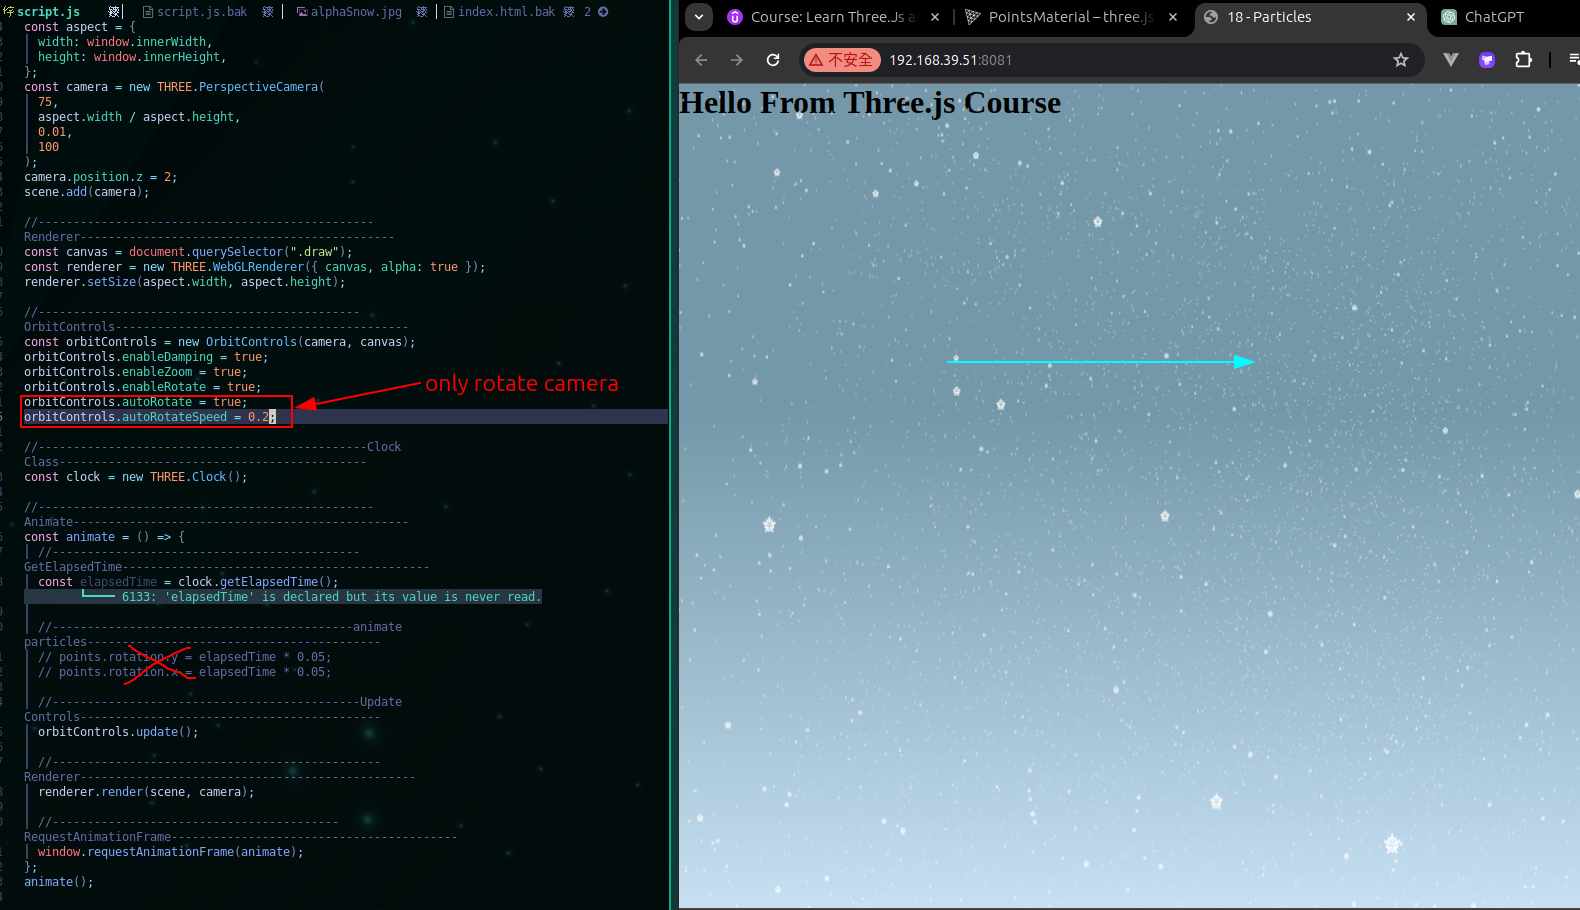 script.js script.js.bak alphaSnow.jpg index.html.bak 2
const aspect = {
width: window.innerWidth,
height: window.innerHeight,
};
const camera = new THREE.PerspectiveCamera(
75,
aspect.width / aspect.height,
0.01,
100
);
camera.position.z = 2;
scene.add(camera);
//------------------------------------------------
Renderer---------------------------------------------
const canvas = document.querySelector(".draw");
const renderer = new THREE.WebGLRenderer({ canvas, alpha: true });
renderer.setSize(aspect.width, aspect.height);
//----------------------------------------------
OrbitControls------------------------------------------
const orbitControls = new OrbitControls(camera, canvas);
orbitControls.enableDamping = true;
orbitControls.enableZoom = true;
orbitControls.enableRotate = true;
orbitControls.autoRotate = true;
orbitControls.autoRotateSpeed = 0.2;
only rotate camera
//-----------------------------------------------Clock
Class--------------------------------------------
const clock = new THREE.Clock();
//------------------------------------------------
Animate------------------------------------------------
const animate = () => {
//--------------------------------------------
GetElapsedTime--------------------------------------------
const elapsedTime = clock.getElapsedTime();
6133: 'elapsedTime' is declared but its value is never read.
//-------------------------------------------animate
particles------------------------------------------
// points.rotation.y = elapsedTime * 0.05;
// points.rotation.x = elapsedTime * 0.05;
//--------------------------------------------Update
Controls-------------------------------------------
orbitControls.update();
//-----------------------------------------------
Renderer------------------------------------------------
renderer.render(scene, camera);
//-----------------------------------------
RequestAnimationFrame-----------------------------------------
window.requestAnimationFrame(animate);
};
animate();
Course: Learn Three.Js a PointsMaterial – three.js 18 - Particles ChatGPT
不安全 192.168.39.51:8081
Hello From Three.js Course